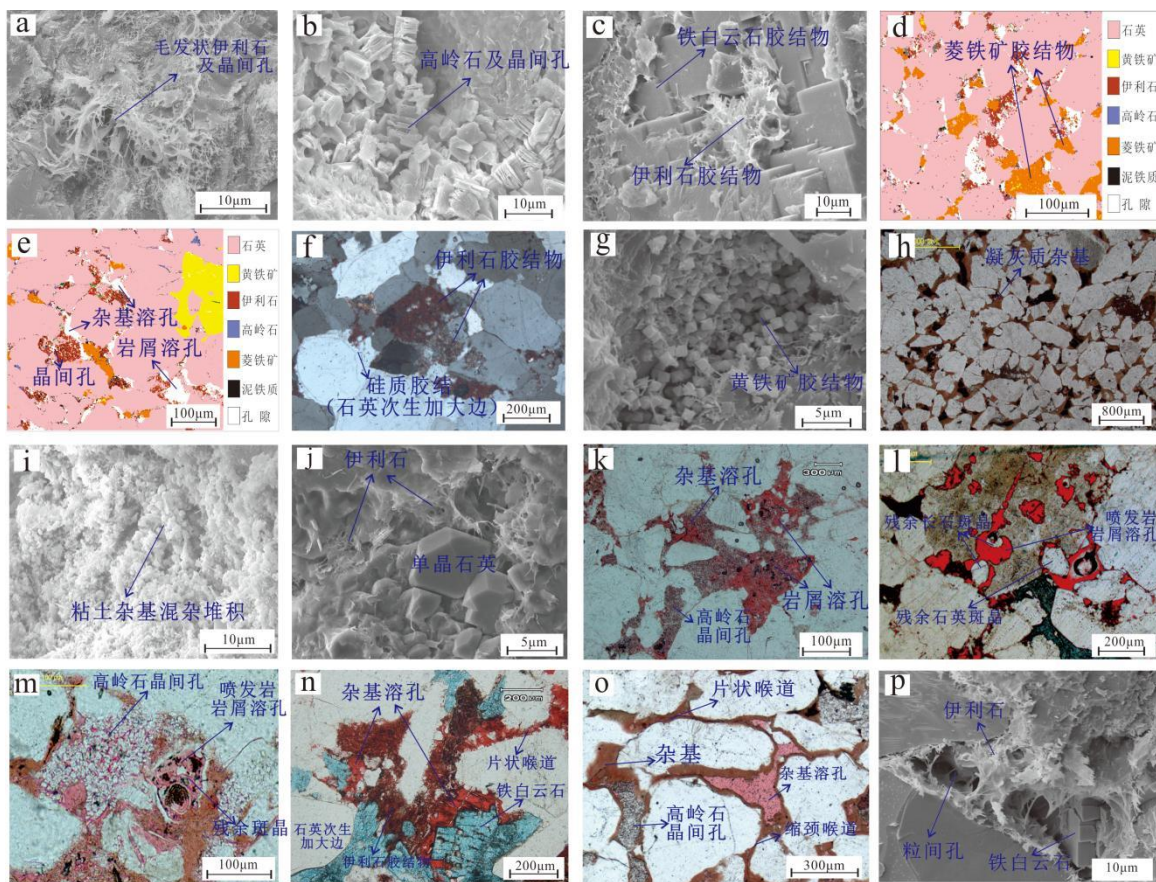 a
毛发状伊利石
及晶间孔
10μm
b
高岭石及晶间孔
10μm
c
铁白云石胶结物
伊利石胶结物
10μm
d
菱铁矿胶结物
100μm
石英
黄铁矿
伊利石
高岭石
菱铁矿
泥铁质
孔 隙
e
杂基溶孔
岩屑溶孔
晶间孔
100μm
石英
黄铁矿
伊利石
高岭石
菱铁矿
泥铁质
孔 隙
f
伊利石胶结物
硅质胶结
(石英次生加大边)
200μm
g
黄铁矿胶结物
5μm
h
凝灰质杂基
800μm
i
粘土杂基混杂堆积
10μm
j
伊利石
单晶石英
5μm
k
300μm
杂基溶孔
岩屑溶孔
高岭石
晶间孔
100μm
l
残余长石斑晶
喷发岩
岩屑溶孔
残余石英斑晶
200μm
m
高岭石晶间孔
喷发岩
岩屑溶孔
残余斑晶
100μm
n
200μm
杂基溶孔
片状喉道
铁白云石
石英次生
加大边
伊利石胶结物
200μm
o
片状喉道
杂基
杂基溶孔
高岭石
晶间孔
缩颈喉道
300μm
p
伊利石
粒间孔
铁白云石
10μm